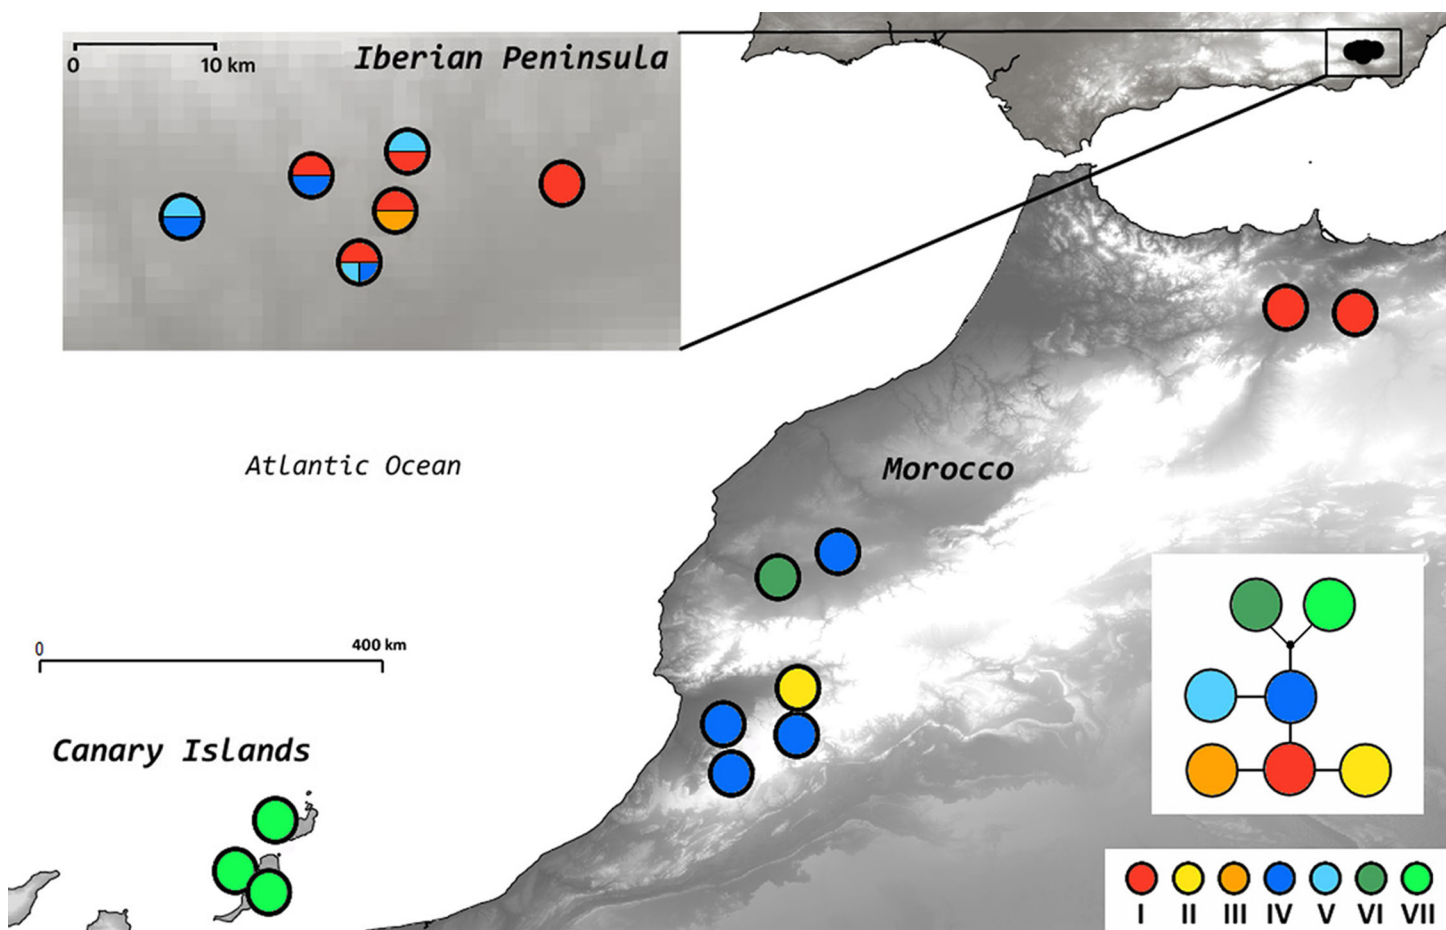 Iberian Peninsula
0 10 km
Atlantic Ocean
Morocco
0 400 km
Canary Islands
I II III IV V VI VII